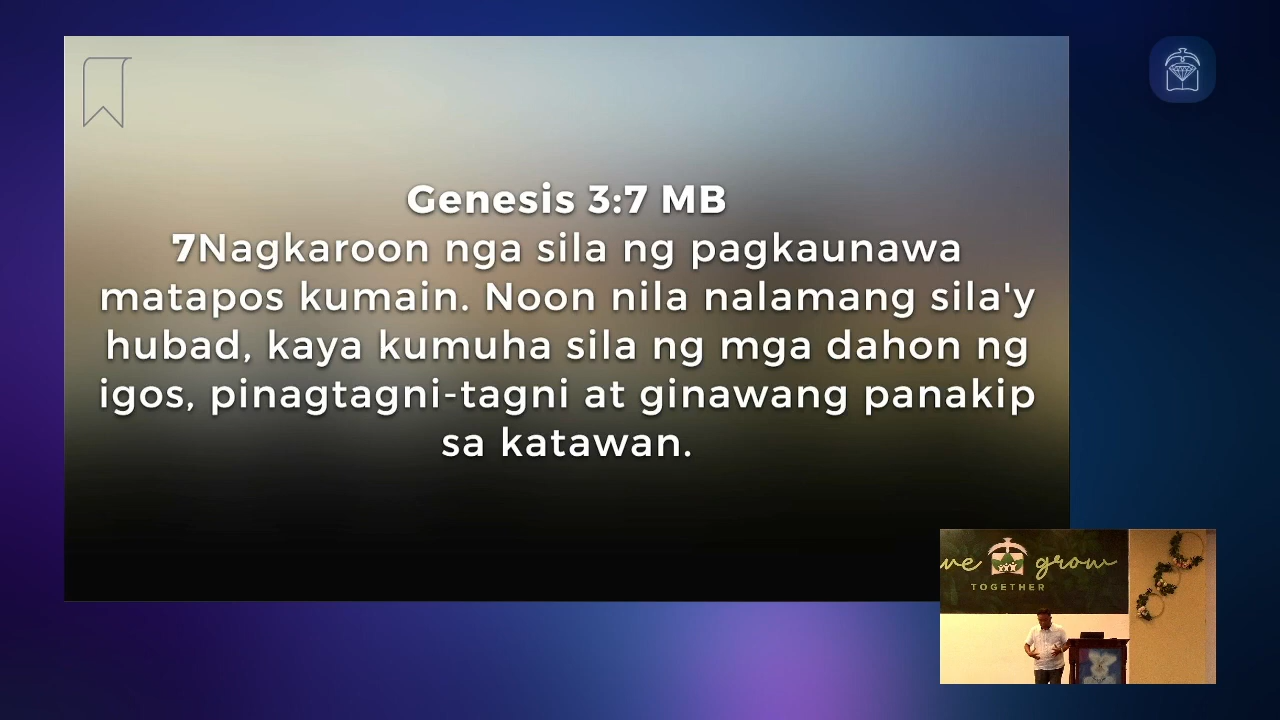 Genesis 3:7 MB
7Nagkaroon nga sila ng pagkaunawa
matapos kumain. Noon nila nalamang sila'y
hubad, kaya kumuha sila ng mga dahon ng
igos, pinagtagni-tagni at ginawang panakip
sa katawan.
we grow
TOGETHER